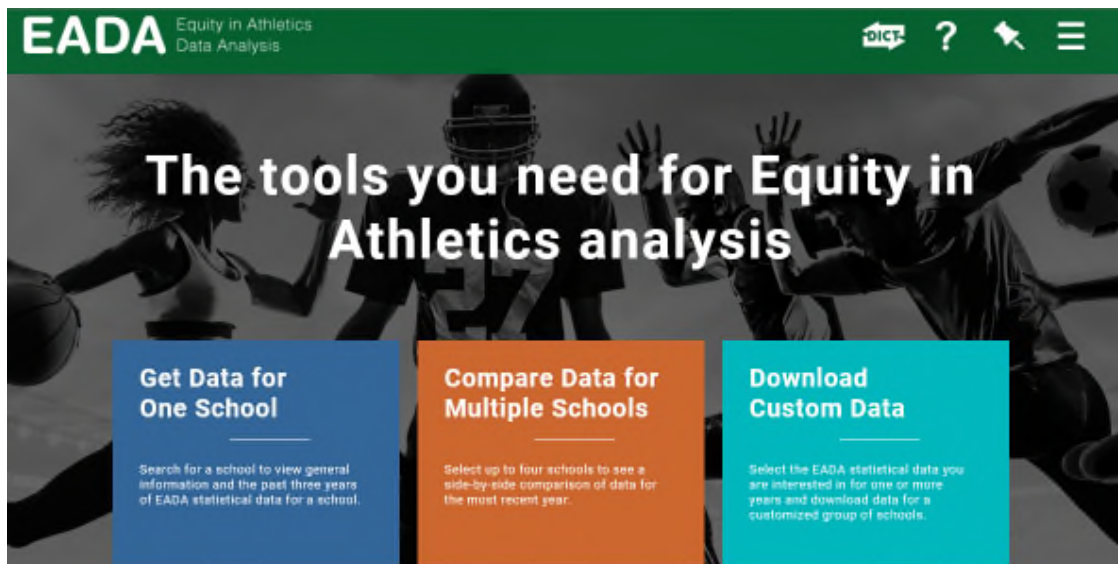 EADA Equity in Athletics
Data Analysis
DICT
?
The tools you need for Equity in
Athletics analysis
27
Get Data for
One School
Search for a school to view general
information and the past three years
of EADA statistical data for a school.
Compare Data for
Multiple Schools
Select up to four schools to see a
side-by-side comparison of data for
the most recent year.
Download
Custom Data
Select the EADA statistical data you
are interested in for one or more
years and download data for a
customized group of schools.